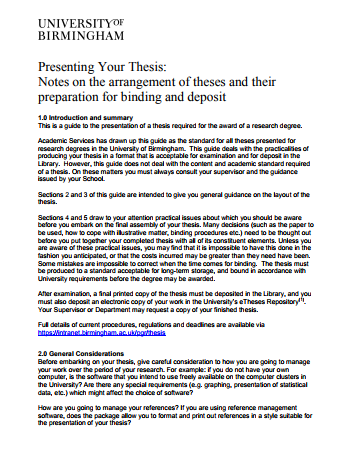 UNIVERSITY OF
BIRMINGHAM
Presenting Your Thesis:
Notes on the arrangement of theses and their
preparation for binding and deposit
1.0 Introduction and summary
This is a guide to the presentation of a thesis required for the award of a research degree.
Academic Services has drawn up this guide as the standard for all theses presented for
research degrees in the University of Birmingham. This guide deals with the practicalities of
producing your thesis in a format that is acceptable for examination and for deposit in the
Library. However, this guide does not deal with the content and academic standard required
of a thesis. On these matters you must always consult your supervisor and the guidance
issued by your School.
Sections 2 and 3 of this guide are intended to give you general guidance on the layout of the
thesis.
Sections 4 and 5 draw to your attention practical issues about which you should be aware
before you embark on the final assembly of your thesis. Many decisions (such as the paper to
be used, how to cope with illustrative matter, binding procedures etc.) need to be thought out
before you put together your completed thesis with all of its constituent elements. Unless you
are aware of these practical issues, you may find that it is impossible to have this done in the
fashion you anticipated, or that the costs incurred may be greater than they need have been.
Some mistakes are impossible to correct when the time comes for binding. The thesis must
be produced to a standard acceptable for long-term storage, and bound in accordance with
University requirements before the degree may be awarded.
After examination, a final printed copy of the thesis must be deposited in the Library, and you
must also deposit an electronic copy of your work in the University's eTheses Repository(1).
Your Supervisor or Department may request a copy of your finished thesis.
Full details of current procedures, regulations and deadlines are available via
https://intranet.birmingham.ac.uk/pgr/thesis
2.0 General Considerations
Before embarking on your thesis, give careful consideration to how you are going to manage
your work over the period of your research. For example: if you do not have your own
computer, is the software that you intend to use freely available on the computer clusters in
the University? Are there any special requirements (e.g. graphing, presentation of statistical
data, etc.) which might affect the choice of software?
How are you going to manage your references? If you are using reference management
software, does the package allow you to format and print out references in a style suitable for
the presentation of your thesis?